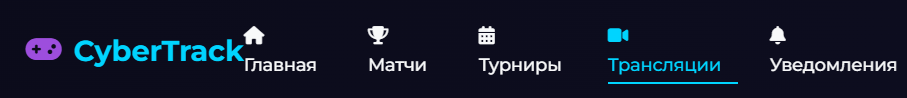 CyberTrack
Главная
Матчи
Турниры
Трансляции
Уведомления